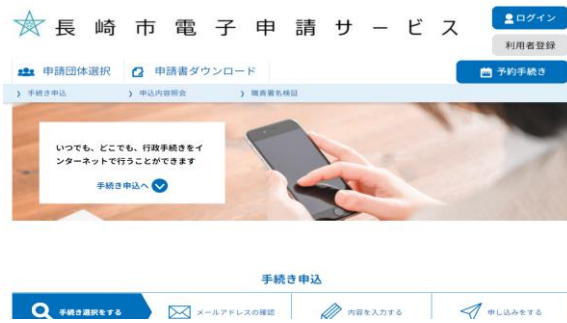 長崎市電子申請サービス
ログイン
利用者登録
申請団体選択
申請書ダウンロード
予約手続き
手続き申込
申込内容照会
職責署名検証
いつでも、どこでも、行政手続きをイ
ンターネットで行うことができます
手続き申込へ
手続き申込
手続き選択をする
メールアドレスの確認
内容を入力する
申し込みをする